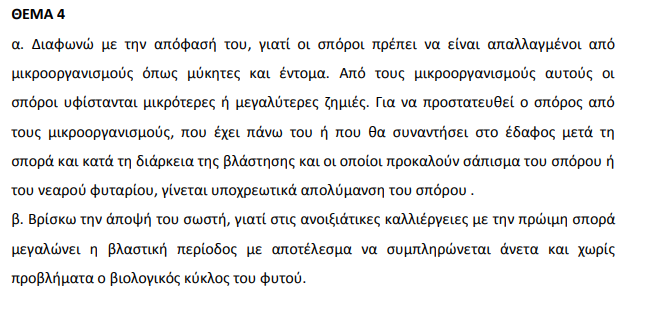 ΘΕΜΑ 4
α. Διαφωνώ με την απόφασή του, γιατί οι σπόροι πρέπει να είναι απαλλαγμένοι από
μικροοργανισμούς όπως μύκητες και έντομα. Από τους μικροοργανισμούς αυτούς οι
σπόροι υφίστανται μικρότερες ή μεγαλύτερες ζημιές. Για να προστατευθεί ο σπόρος από
τους μικροοργανισμούς, που έχει πάνω του ή που θα συναντήσει στο έδαφος μετά τη
σπορά και κατά τη διάρκεια της βλάστησης και οι οποίοι προκαλούν σάπισμα του σπόρου ή
του νεαρού φυταρίου, γίνεται υποχρεωτικά απολύμανση του σπόρου .
β. Βρίσκω την άποψή του σωστή, γιατί στις ανοιξιάτικες καλλιέργειες με την πρώιμη σπορά
μεγαλώνει η βλαστική περίοδος με αποτέλεσμα να συμπληρώνεται άνετα και χωρίς
προβλήματα ο βιολογικός κύκλος του φυτού.